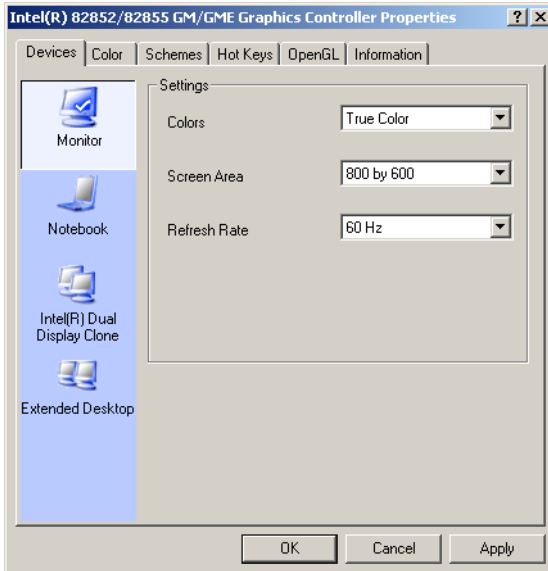 Intel(R) 82852/82855 GM/GME Graphics Controller Properties
Devices Color Schemes Hot Keys OpenGL Information
Monitor
Notebook
Intel(R) Dual
Display Clone
Extended Desktop
Settings
Colors True Color
Screen Area 800 by 600
Refresh Rate 60 Hz
OK Cancel Apply